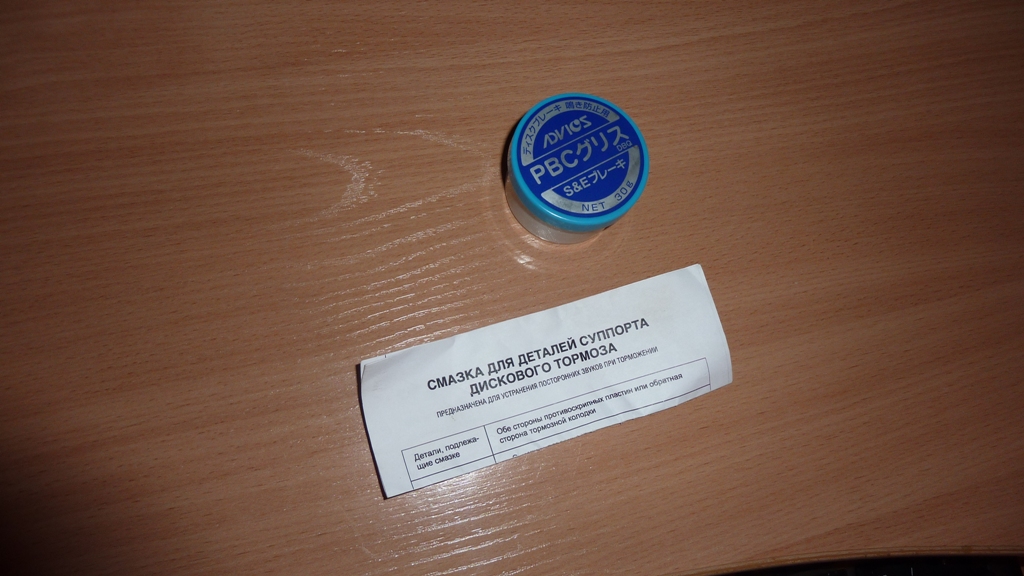 ディスクブレーキ 鳴き防止用
ADVICS
PBCグリス
S&Eブレーキ
NET 30g
СМАЗКА ДЛЯ ДЕТАЛЕЙ СУППОРТА
ДИСКОВОГО ТОРМОЗА
ПРЕДНАЗНАЧЕНА ДЛЯ УСТРАНЕНИЯ ПОСТОРОННИХ ЗВУКОВ ПРИ ТОРМОЖЕНИИ
Детали, подлежа-
щие смазке
Обе стороны противоскрипных пластин или обратная
сторона тормозной колодки